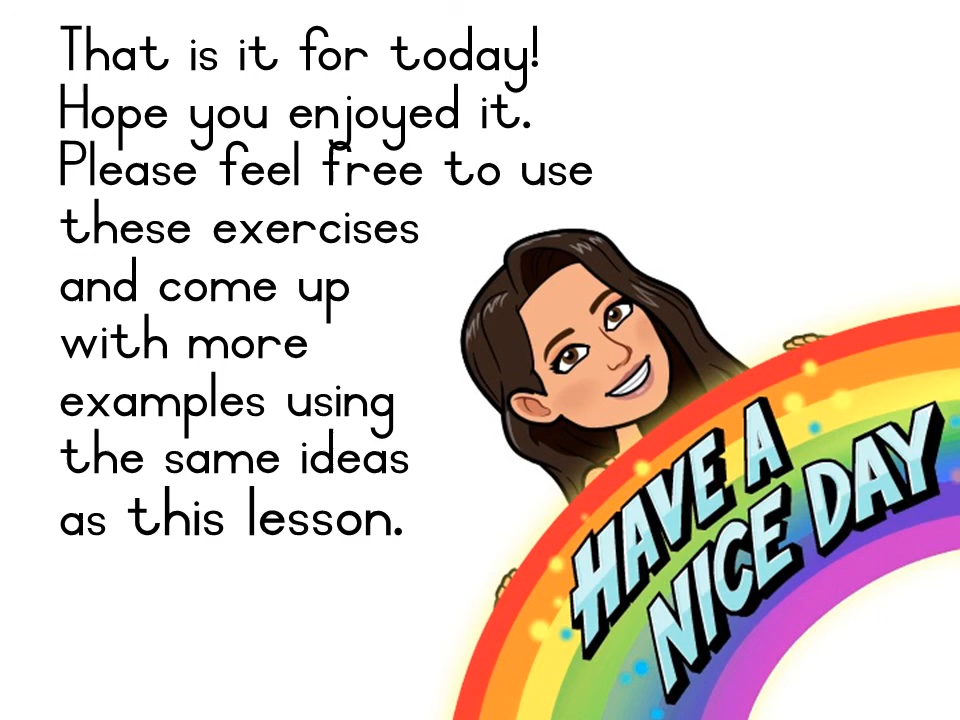 That is it for today!
Hope you enjoyed it.
Please feel free to use
these exercises
and come up
with more
examples using
the same ideas
as this lesson.
HAVE A
NICE DAY